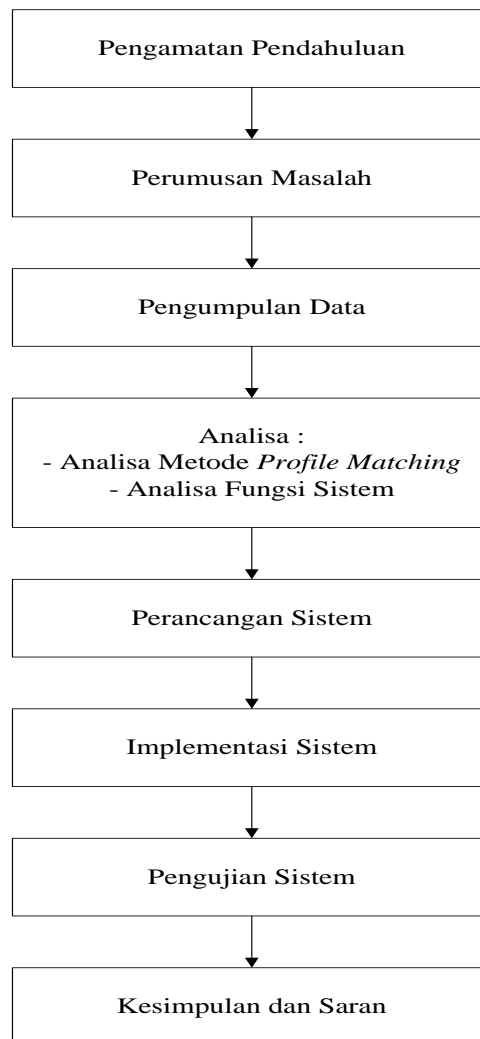 Pengamatan Pendahuluan
Perumusan Masalah
Pengumpulan Data
Analisa :
- Analisa Metode Profile Matching
- Analisa Fungsi Sistem
Perancangan Sistem
Implementasi Sistem
Pengujian Sistem
Kesimpulan dan Saran